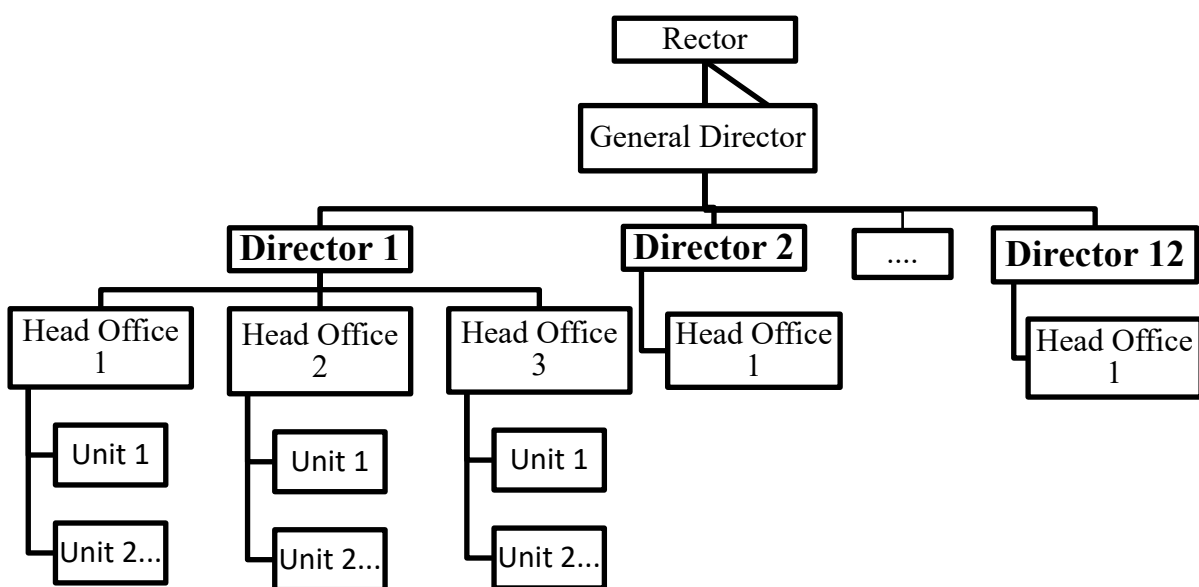 Rector
General Director
Director 1
Director 2
....
Director 12
Head Office
1
Head Office
2
Head Office
3
Head Office
1
Head Office
1
Unit 1
Unit 1
Unit 1
Unit 2...
Unit 2...
Unit 2...